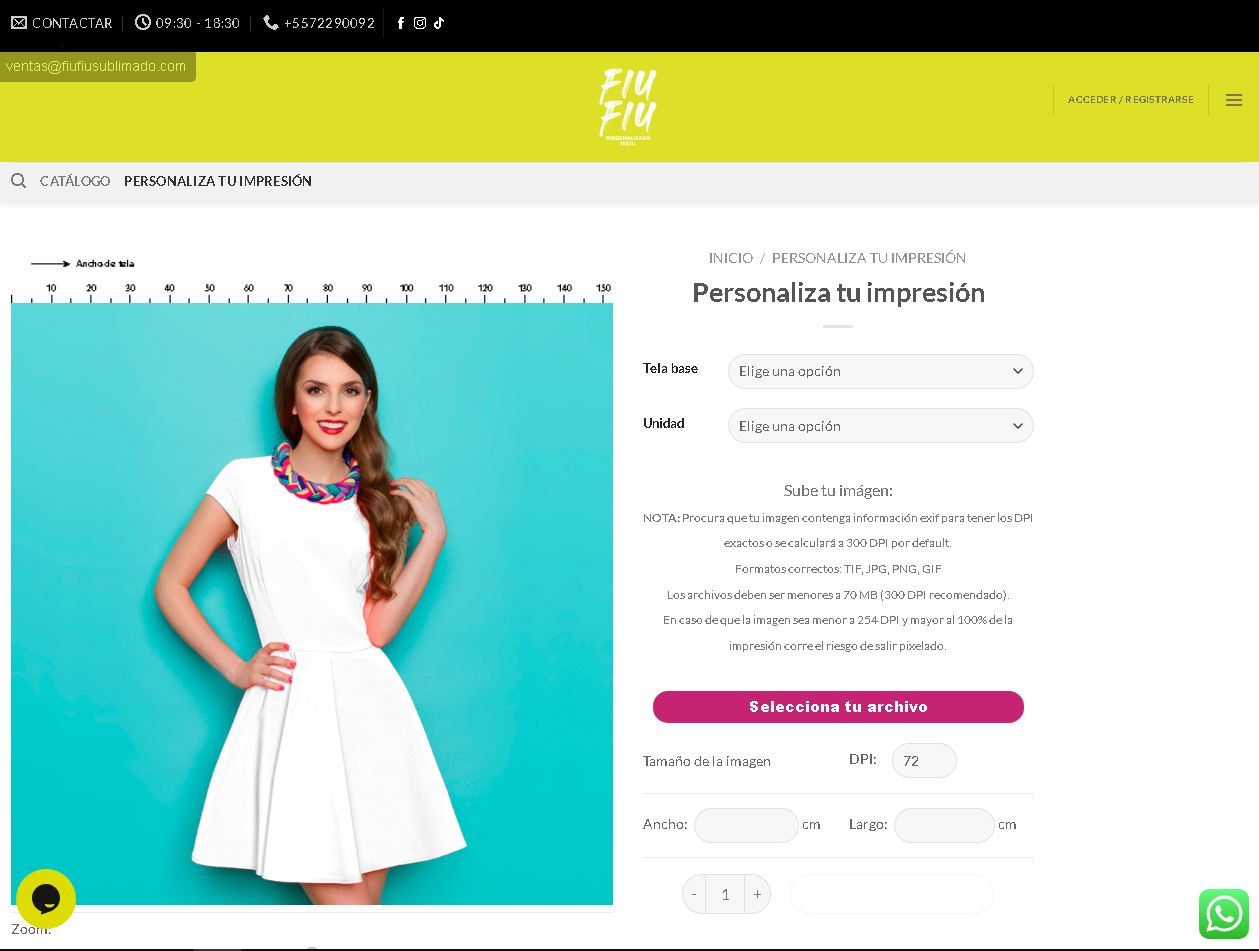 CONTACTAR 09:30 - 18:30 +5572290092
ventas@fiufiusublimado.com
FIU
FIU
PERSONALIZADO
TEXTIL
ACCEDER / REGISTRARSE
CATÁLOGO PERSONALIZA TU IMPRESIÓN
Ancho de tela
10 20 30 40 50 60 70 80 90 100 110 120 130 140 150
INICIO / PERSONALIZA TU IMPRESIÓN
Personaliza tu impresión
Tela base Elige una opción
Unidad Elige una opción
Sube tu imágen:
NOTA: Procura que tu imagen contenga información exif para tener los DPI
exactos o se calculará a 300 DPI por default.
Formatos correctos: TIF, JPG, PNG, GIF
Los archivos deben ser menores a 70 MB (300 DPI recomendado).
En caso de que la imagen sea menor a 254 DPI y mayor al 100% de la
impresión corre el riesgo de salir pixelado.
Selecciona tu archivo
Tamaño de la imagen DPI: 72
Ancho: cm Largo: cm
- 1 +
Zoom: